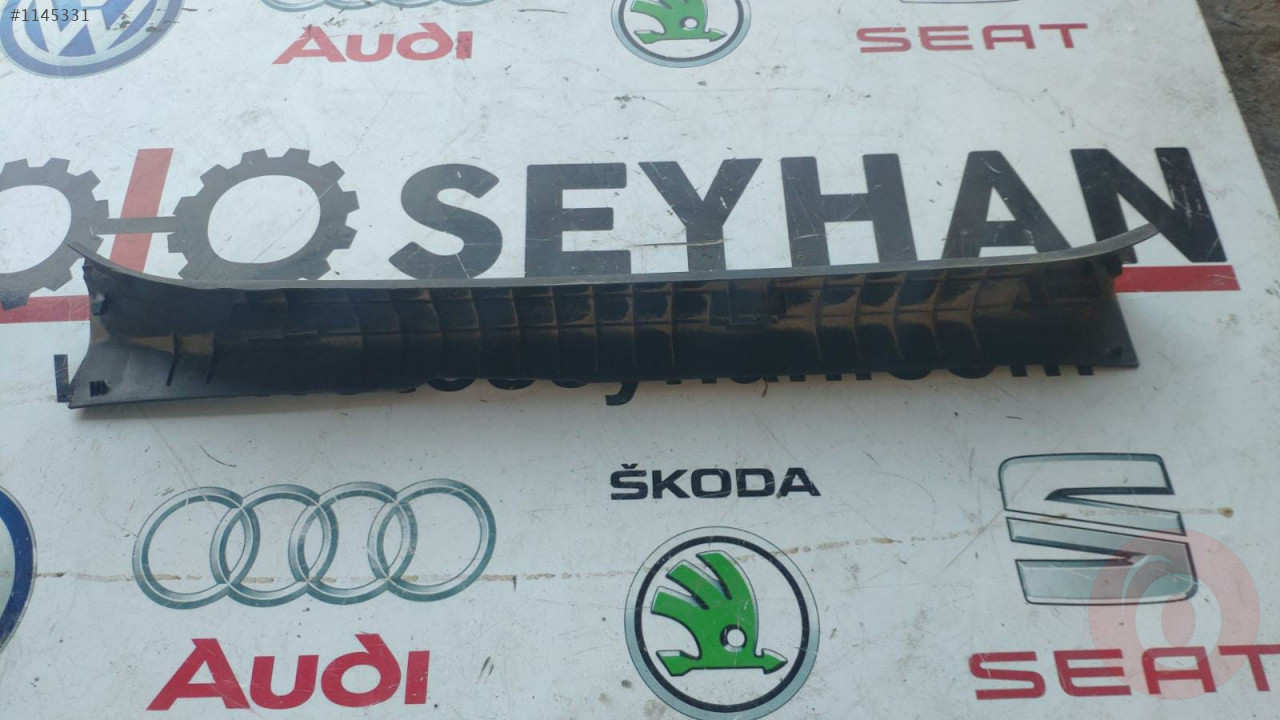 #1145331
Audi
SEAT
SEYHAN
ŠKODA
Audi
SEAT